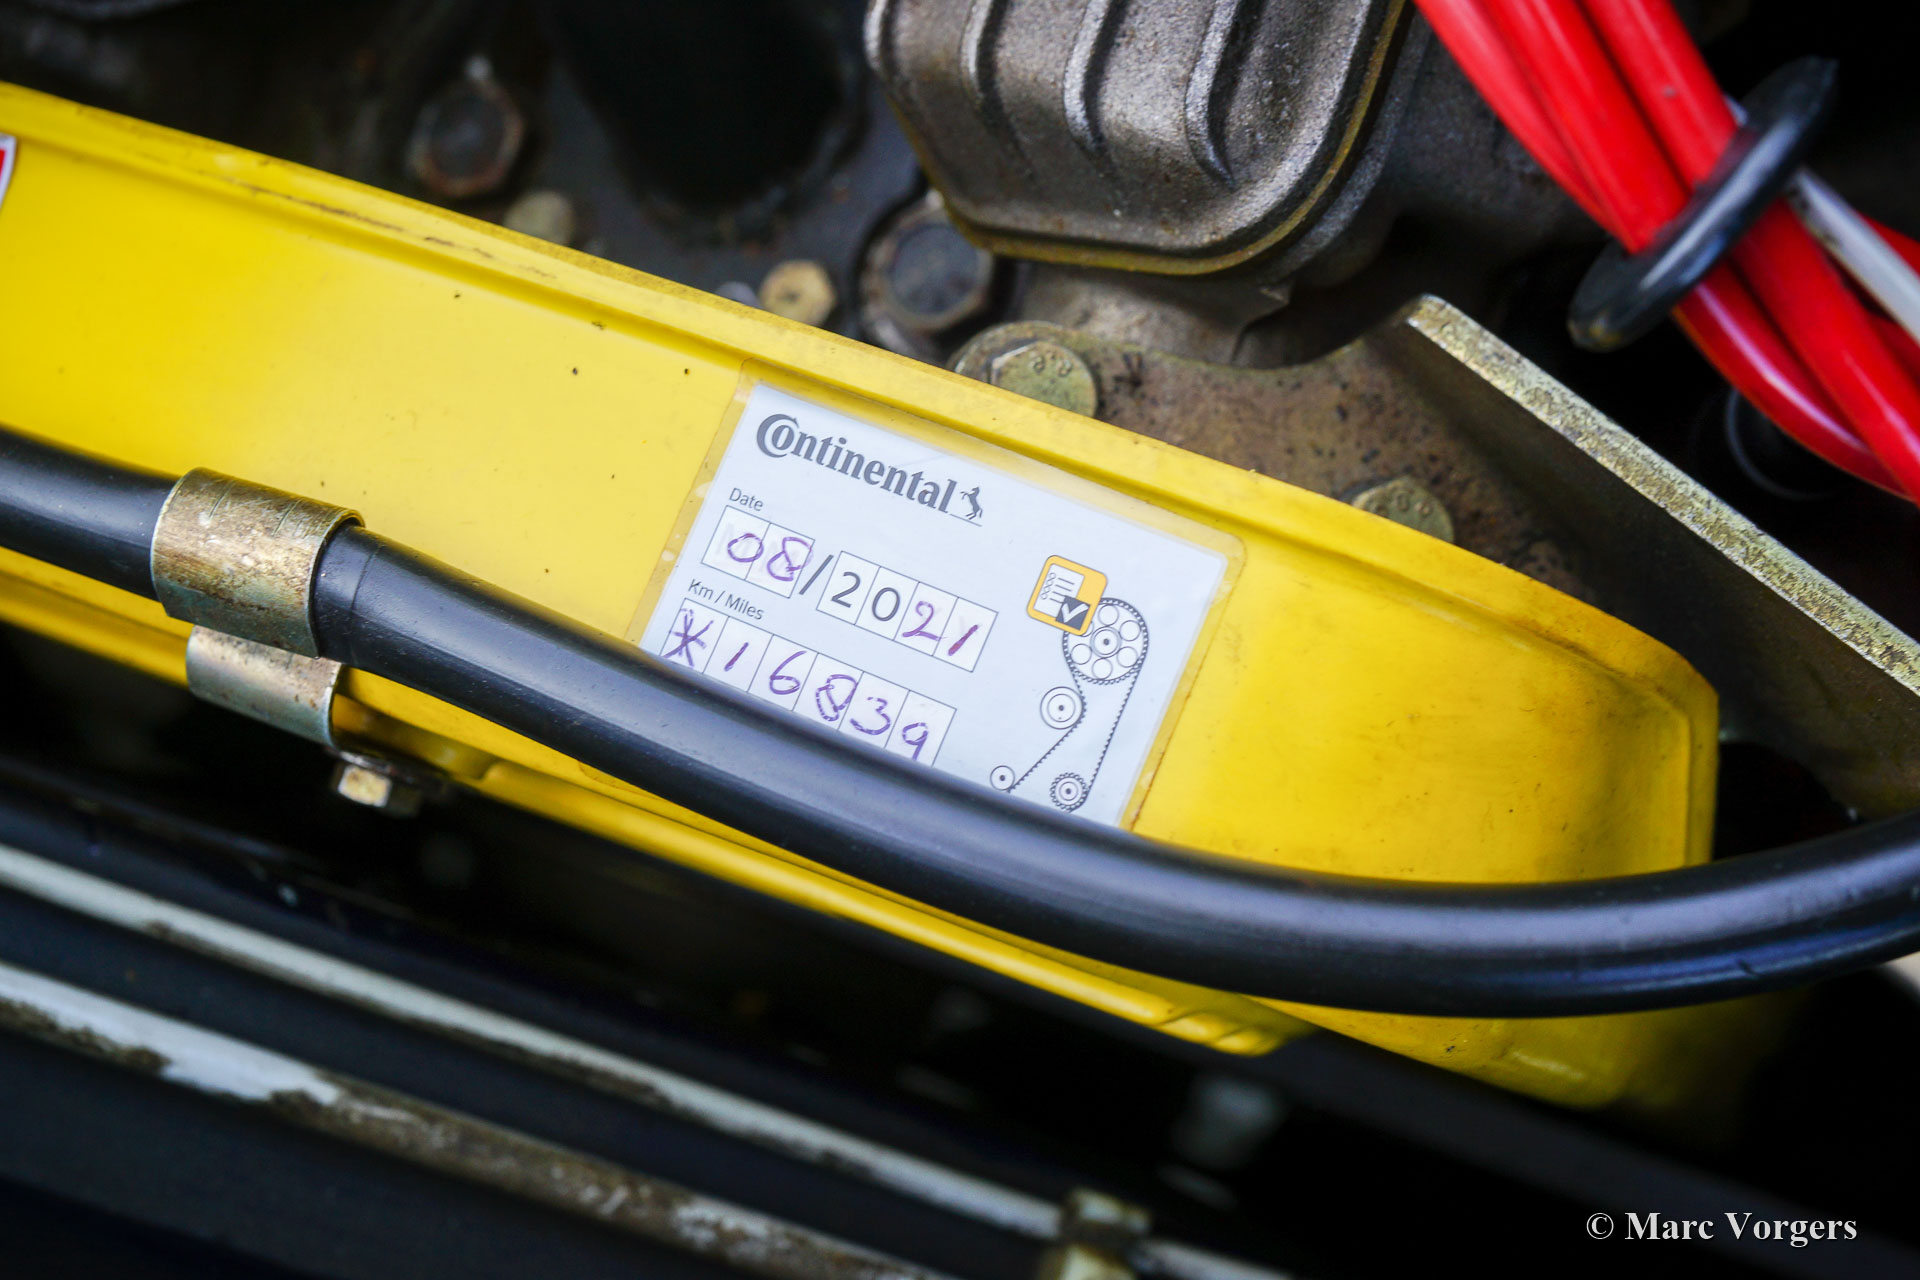 Continental
Date
08/2021
Km / Miles
*16839
© Marc Vorgers